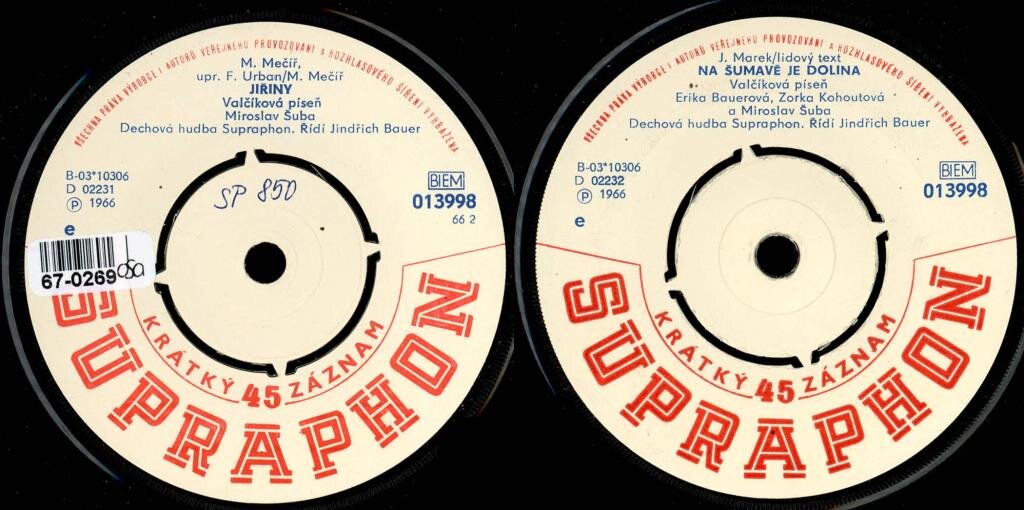 VŠECHNA PRÁVA VÝROBCE I AUTORŮ VEŘEJNÉHO PROVOZOVÁNÍ A ROZHLASOVÉHO ŠÍŘENÍ VYHRAŽENA
M. Mečíř,
upr. F. Urban/M. Mečíř
JIŘINY
Valčíková píseň
Miroslav Šuba
Dechová hudba Supraphon. Řídí Jindřich Bauer
B-03*10306
D 02231
Ⓟ 1966
e
SP 850
BIEM
013998
66 2
67-0269
osa
KRÁTKÝ 45 ZÁZNAM
SUPRAPHON
VŠECHNA PRÁVA VÝROBCE I AUTORŮ VEŘEJNÉHO PROVOZOVÁNÍ A ROZHLASOVÉHO ŠÍŘENÍ VYHRAŽENA
J. Marek/lidový text
NA ŠUMAVĚ JE DOLINA
Valčíková píseň
Erika Bauerová, Zorka Kohoutová
a Miroslav Šuba
Dechová hudba Supraphon. Řídí Jindřich Bauer
B-03*10306
D 02232
Ⓟ 1966
e
BIEM
013998
KRÁTKÝ 45 ZÁZNAM
SUPRAPHON